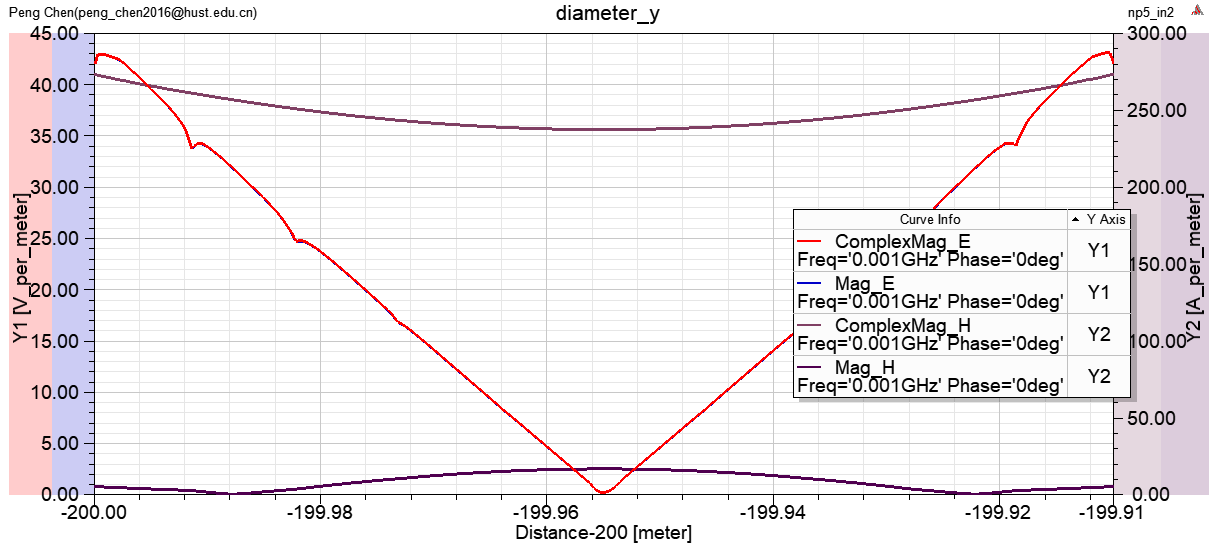 Peng Chen(peng_chen2016@hust.edu.cn)
diameter_y
np5_in2
45.00
40.00
35.00
30.00
25.00
20.00
15.00
10.00
5.00
0.00
Y1 [V_per_meter]
300.00
250.00
200.00
150.00
100.00
50.00
0.00
Y2 [A_per_meter]
Curve Info
Y Axis
ComplexMag_E
Freq='0.001GHz' Phase='0deg'
Y1
Mag_E
Freq='0.001GHz' Phase='0deg'
Y1
ComplexMag_H
Freq='0.001GHz' Phase='0deg'
Y2
Mag_H
Freq='0.001GHz' Phase='0deg'
Y2
-200.00
-199.98
-199.96
-199.94
-199.92
-199.91
Distance-200 [meter]